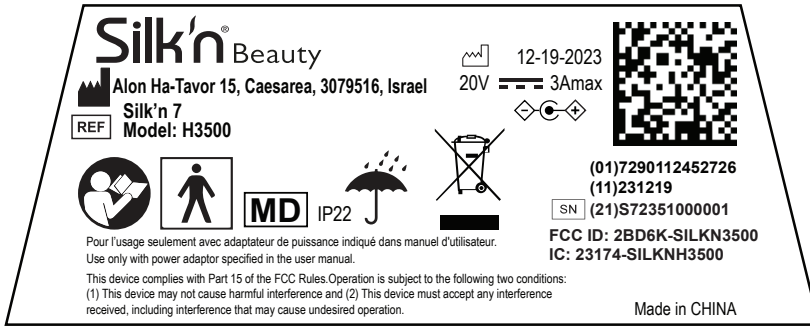 Silk'n® Beauty
Alon Ha-Tavor 15, Caesarea, 3079516, Israel
Silk'n 7
REF Model: H3500
12-19-2023
20V 3Amax
MD IP22
(01)7290112452726
(11)231219
SN (21)S72351000001
FCC ID: 2BD6K-SILKN3500
IC: 23174-SILKNH3500
Pour l'usage seulement avec adaptateur de puissance indiqué dans manuel d'utilisateur.
Use only with power adaptor specified in the user manual.
This device complies with Part 15 of the FCC Rules.Operation is subject to the following two conditions:
(1) This device may not cause harmful interference and (2) This device must accept any interference
received, including interference that may cause undesired operation.
Made in CHINA